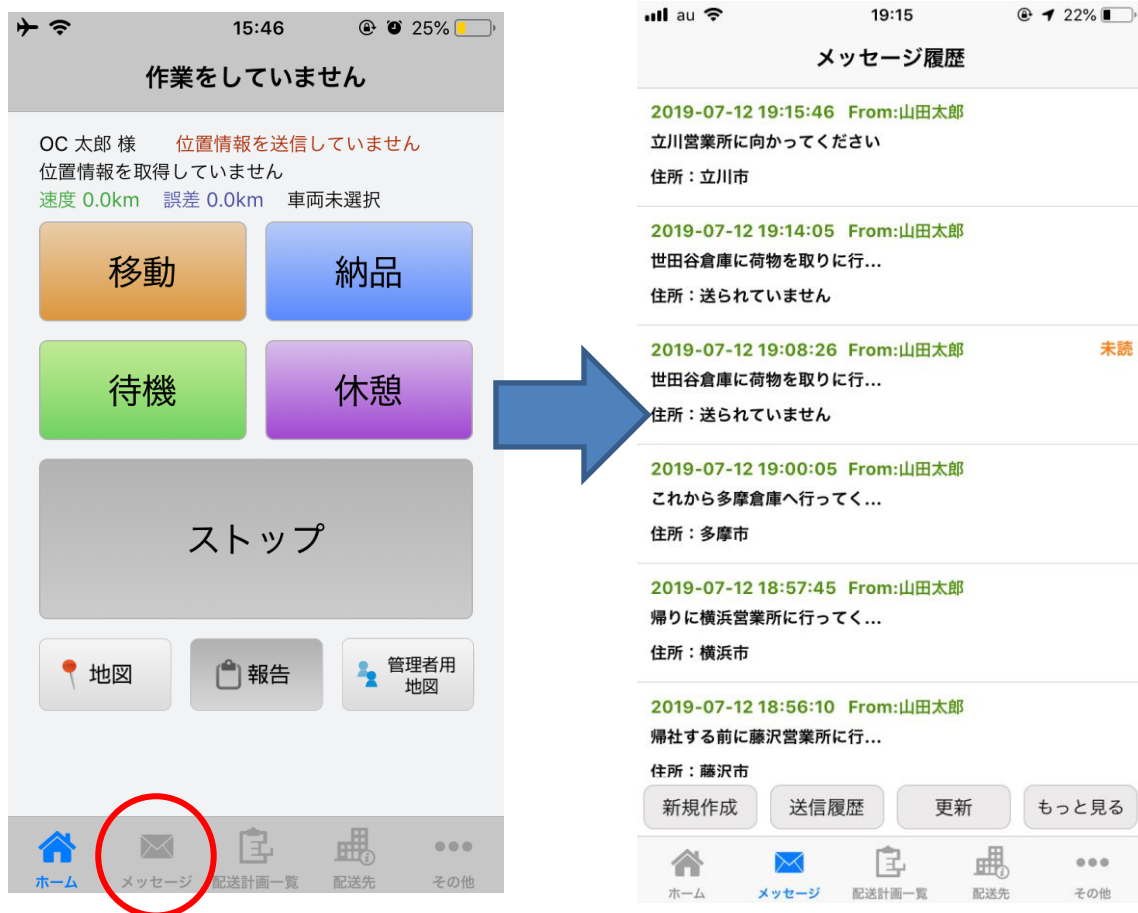 15:46 25%
作業をしていません
OC 太郎 様 位置情報を送信していません
位置情報を取得していません
速度 0.0km 誤差 0.0km 車両未選択
移動 納品
待機 休憩
ストップ
地図 報告 管理者用
地図
ホーム メッセージ 配送計画一覧 配送先 その他
au 19:15 22%
メッセージ履歴
2019-07-12 19:15:46 From:山田太郎
立川営業所に向かってください
住所：立川市
2019-07-12 19:14:05 From:山田太郎
世田谷倉庫に荷物を取りに行...
住所：送られていません
2019-07-12 19:08:26 From:山田太郎 未読
世田谷倉庫に荷物を取りに行...
住所：送られていません
2019-07-12 19:00:05 From:山田太郎
これから多摩倉庫へ行ってく...
住所：多摩市
2019-07-12 18:57:45 From:山田太郎
帰りに横浜営業所に行ってく...
住所：横浜市
2019-07-12 18:56:10 From:山田太郎
帰社する前に藤沢営業所に行...
住所：藤沢市
新規作成 送信履歴 更新 もっと見る
ホーム メッセージ 配送計画一覧 配送先 その他